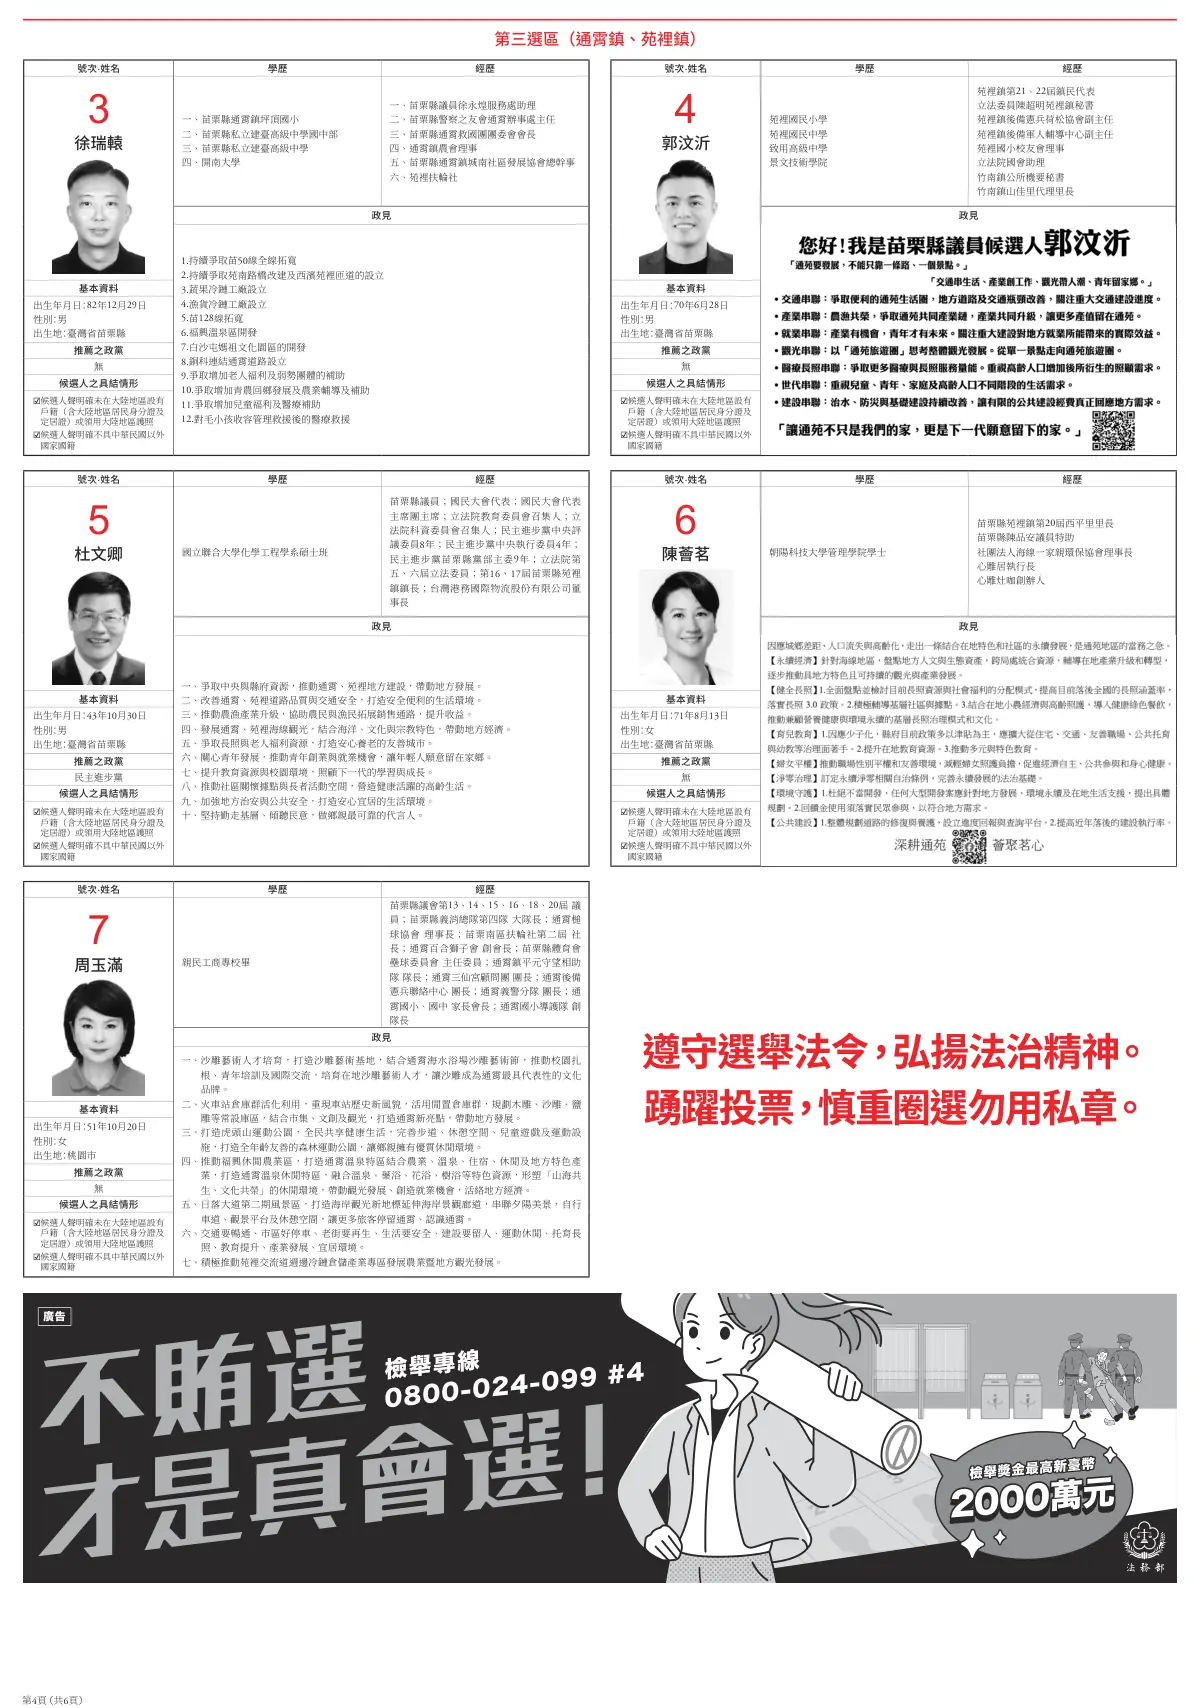 第三選區（通霄鎮、苑裡鎮）
號次·姓名
學歷
經歷
3
徐瑞轅
一、苗栗縣通霄鎮坪頂國小
二、苗栗縣私立建臺高級中學國中部
三、苗栗縣私立建臺高級中學
四、開南大學
一、苗栗縣議員徐永煌服務處助理
二、苗栗縣警察之友會通霄辦事處主任
三、苗栗縣通霄救國團團委會會長
四、通霄鎮農會理事
五、苗栗縣通霄鎮城南社區發展協會總幹事
六、苑裡扶輪社
政見
1.持續爭取苗50線全線拓寬
2.持續爭取苑南路橋改建及西濱苑裡匝道的設立
3.蔬果冷鏈工廠設立
4.漁貨冷鏈工廠設立
5.苗128線拓寬
6.福興溫泉區開發
7.白沙屯媽祖文化園區的開發
8.銅科連結通霄道路設立
9.爭取增加老人福利及弱勢團體的補助
10.爭取增加青農回鄉發展及農業輔導及補助
11.爭取增加兒童福利及醫療補助
12.對毛小孩收容管理救援後的醫療救援
基本資料
出生年月日：82年12月29日
性別：男
出生地：臺灣省苗栗縣
推薦之政黨
無
候選人之具結情形
☑候選人聲明確未在大陸地區設有
戶籍（含大陸地區居民身分證及
定居證）或領用大陸地區護照
☑候選人聲明確不具中華民國以外
國家國籍
號次·姓名
學歷
經歷
4
郭汶沂
苑裡國民小學
苑裡國民中學
致用高級中學
景文技術學院
苑裡鎮第21、22屆鎮民代表
立法委員陳超明苑裡鎮秘書
苑裡鎮後備憲兵荷松協會副主任
苑裡鎮後備軍人輔導中心副主任
苑裡國小校友會理事
立法院國會助理
竹南鎮公所機要秘書
竹南鎮山佳里代理里長
政見
您好！我是苗栗縣議員候選人郭汶沂
「通苑要發展，不能只靠一條路、一個景點。」
「交通串生活、產業創工作、觀光帶人潮、青年留家鄉。」
• 交通串聯：爭取便利的通苑生活圈，地方道路及交通瓶頸改善，關注重大交通建設進度。
• 產業串聯：農漁共榮，爭取通苑共同產業鏈，產業共同升級，讓更多產值留在通苑。
• 就業串聯：產業有機會，青年才有未來。關注重大建設對地方就業所能帶來的實際效益。
• 觀光串聯：以「通苑旅遊圈」思考整體觀光發展。從單一景點走向通苑旅遊圈。
• 醫療長照串聯：爭取更多醫療與長照服務量能。重視高齡人口增加後所衍生的照顧需求。
• 世代串聯：重視兒童、青年、家庭及高齡人口不同階段的生活需求。
• 建設串聯：治水、防災與基礎建設持續改善，讓有限的公共建設經費真正回應地方需求。
「讓通苑不只是我們的家，更是下一代願意留下的家。」
基本資料
出生年月日：70年6月28日
性別：男
出生地：臺灣省苗栗縣
推薦之政黨
無
候選人之具結情形
☑候選人聲明確未在大陸地區設有
戶籍（含大陸地區居民身分證及
定居證）或領用大陸地區護照
☑候選人聲明確不具中華民國以外
國家國籍
號次·姓名
學歷
經歷
5
杜文卿
國立聯合大學化學工程學系碩士班
苗栗縣議員；國民大會代表；國民大會代表
主席團主席；立法院教育委員會召集人；立
法院科資委員會召集人；民主進步黨中央評
議委員8年；民主進步黨中央執行委員4年；
民主進步黨苗栗縣黨部主委9年；立法院第
五、六屆立法委員；第16、17屆苗栗縣苑裡
鎮鎮長；台灣港務國際物流股份有限公司董
事長
政見
一、爭取中央與縣府資源，推動通霄、苑裡地方建設，帶動地方發展。
二、改善通霄、苑裡道路品質與交通安全，打造安全便利的生活環境。
三、推動農漁產業升級，協助農民與漁民拓展銷售通路，提升收益。
四、發展通霄、苑裡海線觀光，結合海洋、文化與宗教特色，帶動地方經濟。
五、爭取長照與老人福利資源，打造安心養老的友善城市。
六、關心青年發展，推動青年創業與就業機會，讓年輕人願意留在家鄉。
七、提升教育資源與校園環境，照顧下一代的學習與成長。
八、推動社區關懷據點與長者活動空間，營造健康活躍的高齡生活。
九、加強地方治安與公共安全，打造安心宜居的生活環境。
十、堅持勤走基層、傾聽民意，做鄉親最可靠的代言人。
基本資料
出生年月日：43年10月30日
性別：男
出生地：臺灣省苗栗縣
推薦之政黨
民主進步黨
候選人之具結情形
☑候選人聲明確未在大陸地區設有
戶籍（含大陸地區居民身分證及
定居證）或領用大陸地區護照
☑候選人聲明確不具中華民國以外
國家國籍
號次·姓名
學歷
經歷
6
陳薈茗
朝陽科技大學管理學院學士
苗栗縣苑裡鎮第20屆西平里里長
苗栗縣陳品安議員特助
社團法人海線一家親環保協會理事長
心雕居執行長
心雕灶咖創辦人
政見
因應城鄉差距、人口流失與高齡化，走出一條結合在地特色和社區的永續發展，是通苑地區的當務之急。
【永續經濟】針對海線地區，盤點地方人文與生態資產，跨局處統合資源，輔導在地產業升級和轉型，
逐步推動具地方特色且可持續的觀光與產業發展。
【健全長照】1.全面盤點並檢討目前長照資源與社會福利的分配模式，提高目前落後全國的長照涵蓋率，
落實長照 3.0 政策。2.積極輔導基層社區與據點。3.結合在地小農經濟與高齡照護，導入健康綠色餐飲，
推動兼顧營養健康與環境永續的基層長照治理模式和文化。
【育兒教育】1.因應少子化，縣府目前政策多以津貼為主，應擴大從住宅、交通、友善職場、公共托育
與幼教等治理面著手。2.提升在地教育資源。3.推動多元與特色教育。
【婦女平權】推動職場性別平權和友善環境，減輕婦女照護負擔，促進經濟自主，公共參與和身心健康。
【淨零治理】訂定永續淨零相關自治條例，完善永續發展的法治基礎。
【環境守護】1.杜絕不當開發，任何大型開發案應針對地方發展，環境永續及在地生活支援，提出具體
規劃。2.回饋金使用須落實民眾參與，以符合地方需求。
【公共建設】1.整體規劃道路的修復與養護，設立進度回報與查詢平台。2.提高近年落後的建設執行率。
深耕通苑 薈聚茗心
基本資料
出生年月日：71年8月13日
性別：女
出生地：臺灣省苗栗縣
推薦之政黨
無
候選人之具結情形
☑候選人聲明確未在大陸地區設有
戶籍（含大陸地區居民身分證及
定居證）或領用大陸地區護照
☑候選人聲明確不具中華民國以外
國家國籍
號次·姓名
學歷
經歷
7
周玉滿
親民工商專校畢
苗栗縣議會第13、14、15、16、18、20屆 議
員；苗栗縣義消總隊第四隊 大隊長；通霄槌
球協會 理事長；苗栗南區扶輪社第二屆 社
長；通霄百合獅子會 創會長；苗栗縣體育會
壘球委員會 主任委員；通霄鎮平元守望相助
隊 隊長；通霄三仙宮顧問團 團長；通霄後備
憲兵聯絡中心 團長；通霄義警分隊 團長；通
霄國小、國中 家長會長；通霄國小導護隊 創
隊長
政見
一、沙雕藝術人才培育，打造沙雕藝術基地，結合通霄海水浴場沙雕藝術節，推動校園扎
根、青年培訓及國際交流，培育在地沙雕藝術人才，讓沙雕成為通霄最具代表性的文化
品牌。
二、火車站倉庫群活化利用，重現車站歷史新風貌，活用閒置倉庫群，規劃木雕、沙雕、鹽
雕等常設庫區，結合市集、文創及觀光，打造通霄新亮點，帶動地方發展。
三、打造虎頭山運動公園，全民共享健康生活，完善步道、休憩空間、兒童遊戲及運動設
施，打造全年齡友善的森林運動公園，讓鄉親擁有優質休閒環境。
四、推動福興休閒農業區，打造通霄溫泉特區結合農業、溫泉、住宿、休閒及地方特色產
業，打造通霄溫泉休閒特區，融合溫泉、藥浴、花浴、樹浴等特色資源，形塑「山海共
生、文化共榮」的休閒環境，帶動觀光發展、創造就業機會，活絡地方經濟。
五、日落大道第二期風景區，打造海岸觀光新地標延伸海岸景觀廊道，串聯夕陽美景，自行
車道、觀景平台及休憩空間，讓更多旅客停留通霄、認識通霄。
六、交通要暢通、市區好停車、老街要再生、生活要安全、建設要留人、運動休閒、托育長
照、教育提升、產業發展、宜居環境。
七、積極推動苑裡交流道週邊冷鏈倉儲產業專區發展農業暨地方觀光發展。
基本資料
出生年月日：51年10月20日
性別：女
出生地：桃園市
推薦之政黨
無
候選人之具結情形
☑候選人聲明確未在大陸地區設有
戶籍（含大陸地區居民身分證及
定居證）或領用大陸地區護照
☑候選人聲明確不具中華民國以外
國家國籍
遵守選舉法令，弘揚法治精神。
踴躍投票，慎重圈選勿用私章。
廣告
不賄選
才是真會選！
檢舉專線
0800-024-099 #4
檢舉獎金最高新臺幣
2000萬元
法務部
第4頁（共6頁）